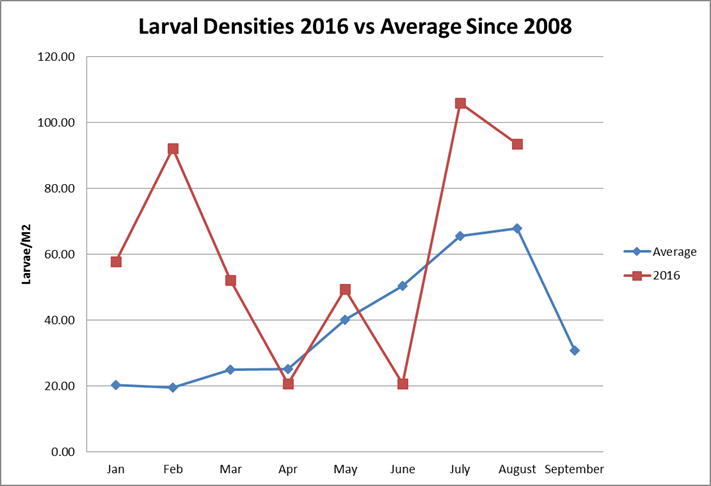 Larval Densities 2016 vs Average Since 2008
120.00
100.00
80.00
60.00
40.00
20.00
0.00
Larvae/M2
Jan Feb Mar Apr May June July August September
Average
2016